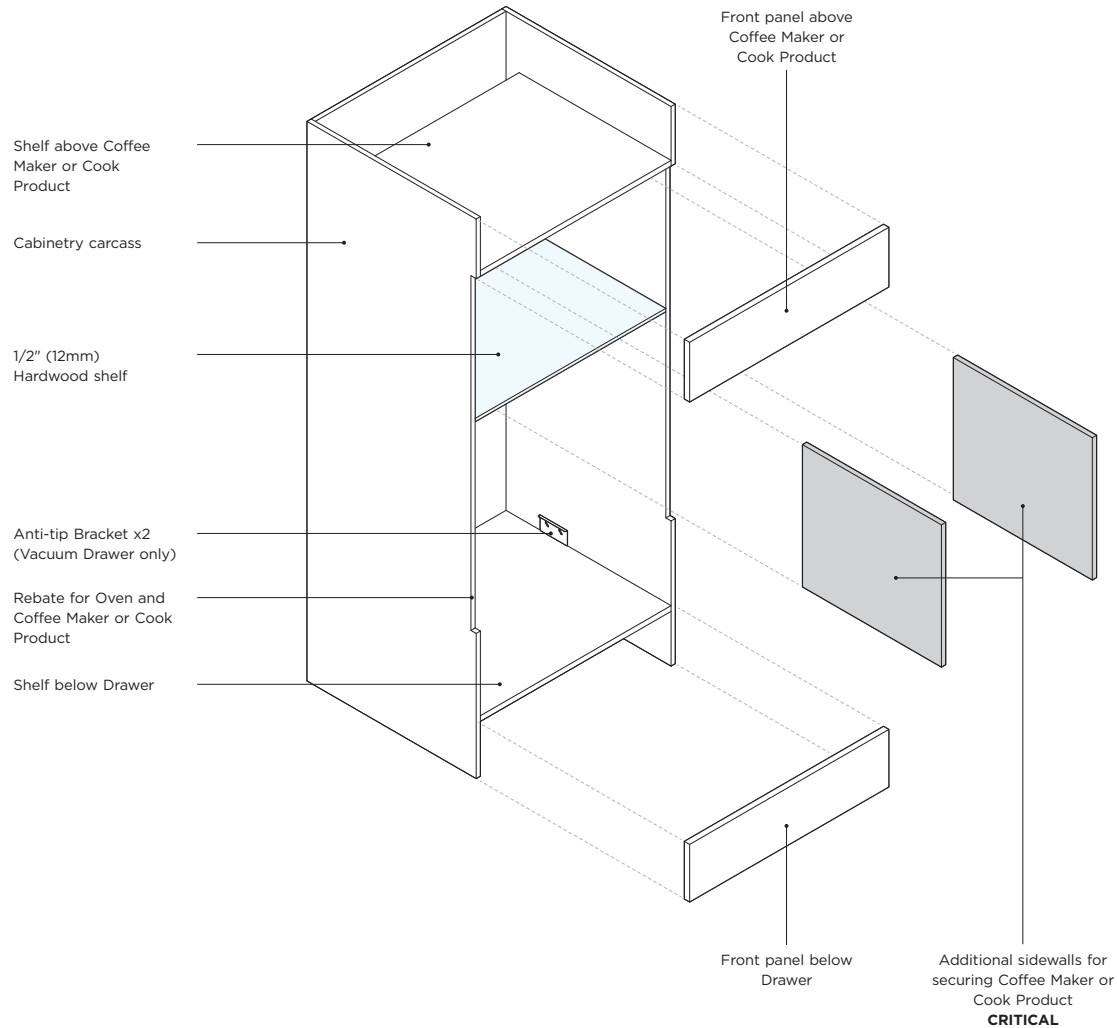 Front panel above
Coffee Maker or
Cook Product
Shelf above Coffee
Maker or Cook
Product
Cabinetry carcass
1/2" (12mm)
Hardwood shelf
Anti-tip Bracket x2
(Vacuum Drawer only)
Rebate for Oven and
Coffee Maker or Cook
Product
Shelf below Drawer
Front panel below
Drawer
Additional sidewalls for
securing Coffee Maker or
Cook Product
CRITICAL